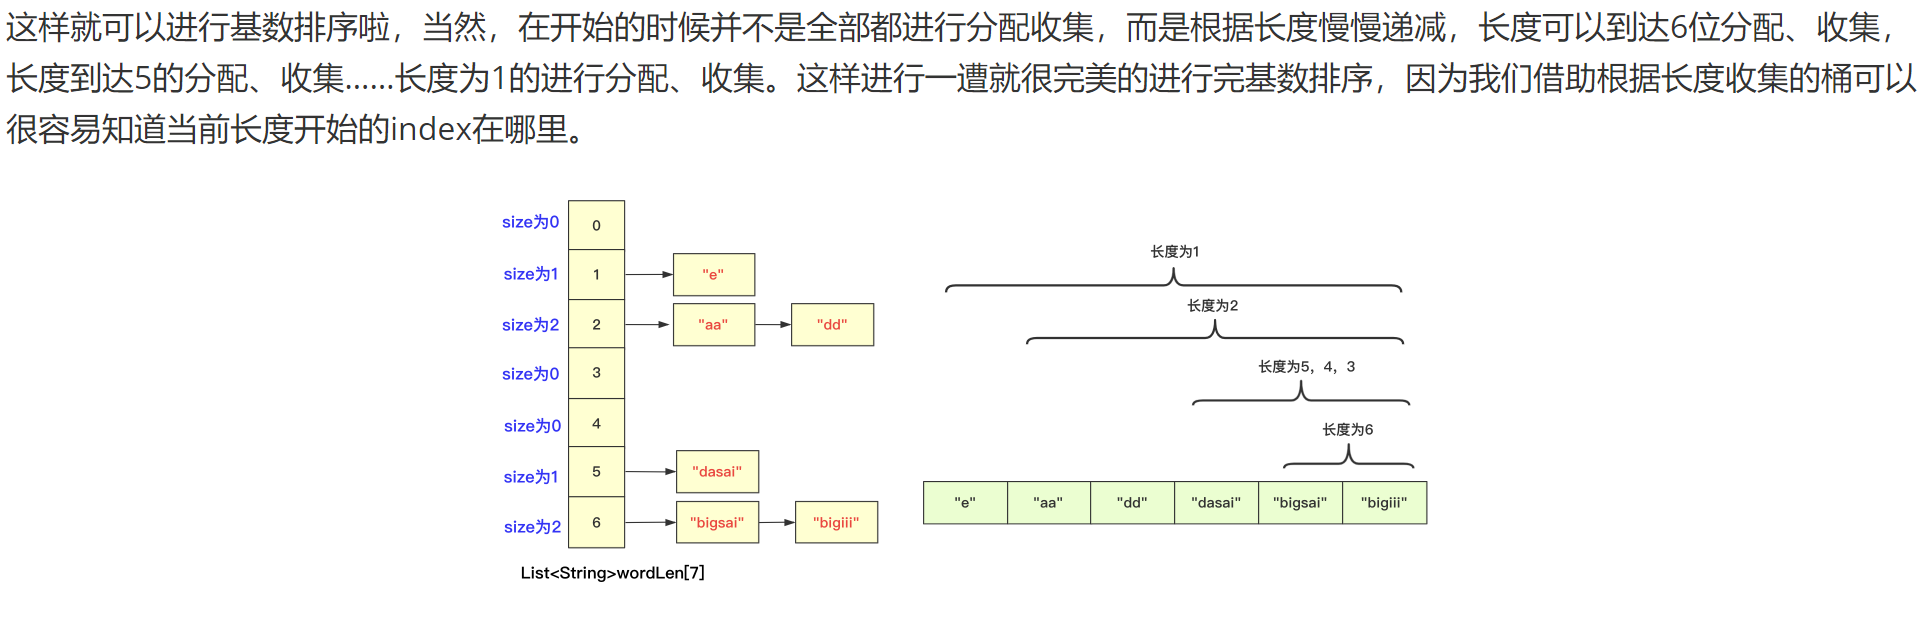 这样就可以进行基数排序啦，当然，在开始的时候并不是全部都进行分配收集，而是根据长度慢慢递减，长度可以到达6位分配、收集，
长度到达5的分配、收集……长度为1的进行分配、收集。这样进行一遭就很完美的进行完基数排序，因为我们借助根据长度收集的桶可以
很容易知道当前长度开始的index在哪里。
size为0 0
size为1 1 "e"
size为2 2 "aa" "dd"
size为0 3
size为0 4
size为1 5 "dasai"
size为2 6 "bigsai" "bigiii"
List<String>wordLen[7]
长度为1
长度为2
长度为5，4，3
长度为6
"e" "aa" "dd" "dasai" "bigsai" "bigiii"